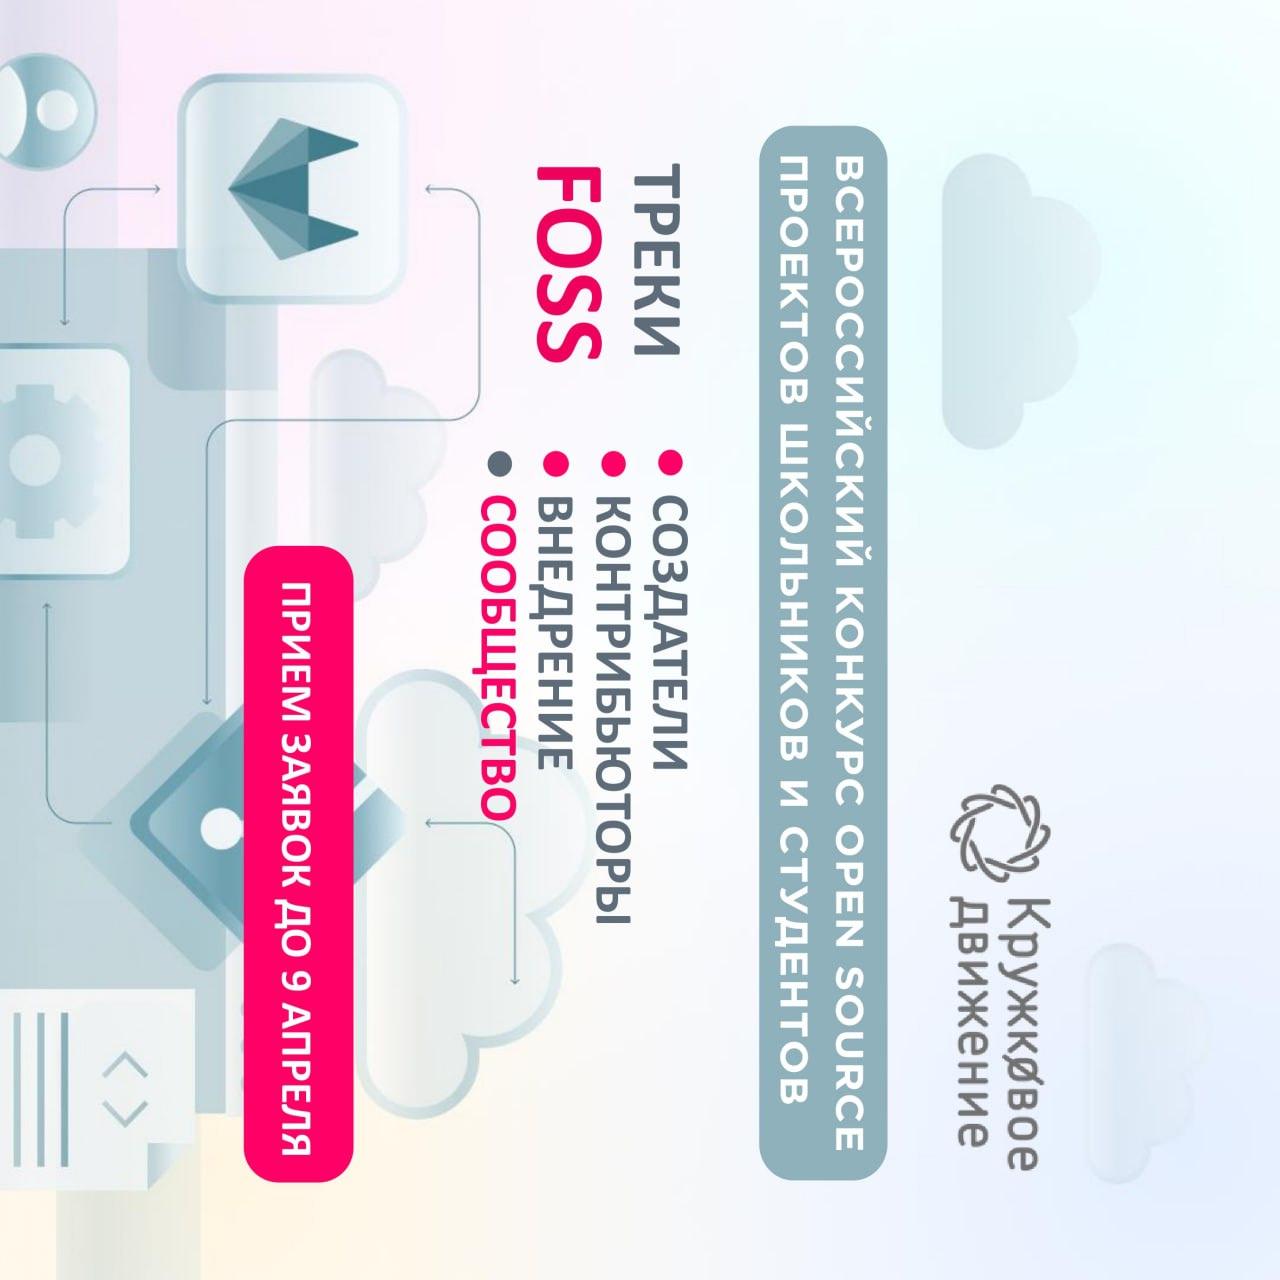 Кружковое
движение
ВСЕРОССИЙСКИЙ КОНКУРС OPEN SOURCE
ПРОЕКТОВ ШКОЛЬНИКОВ И СТУДЕНТОВ
ТРЕКИ
FOSS
СОЗДАТЕЛИ
КОНТРИБЬЮТОРЫ
ВНЕДРЕНИЕ
СООБЩЕСТВО
ПРИЕМ ЗАЯВОК ДО 9 АПРЕЛЯ